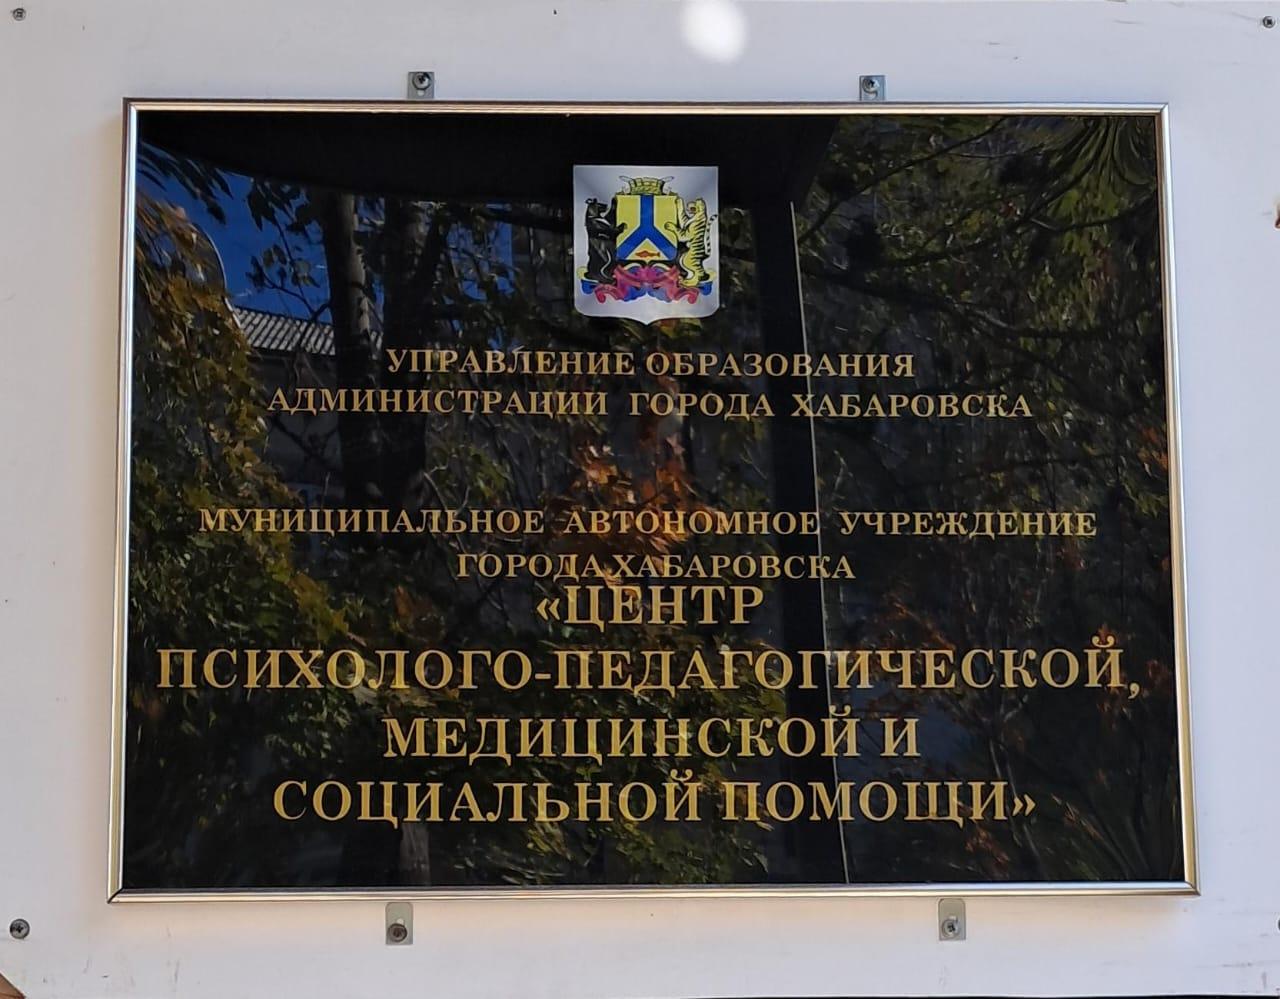 УПРАВЛЕНИЕ ОБРАЗОВАНИЯ
АДМИНИСТРАЦИИ ГОРОДА ХАБАРОВСКА
МУНИЦИПАЛЬНОЕ АВТОНОМНОЕ УЧРЕЖДЕНИЕ
ГОРОДА ХАБАРОВСКА
«ЦЕНТР
ПСИХОЛОГО-ПЕДАГОГИЧЕСКОЙ,
МЕДИЦИНСКОЙ И
СОЦИАЛЬНОЙ ПОМОЩИ»